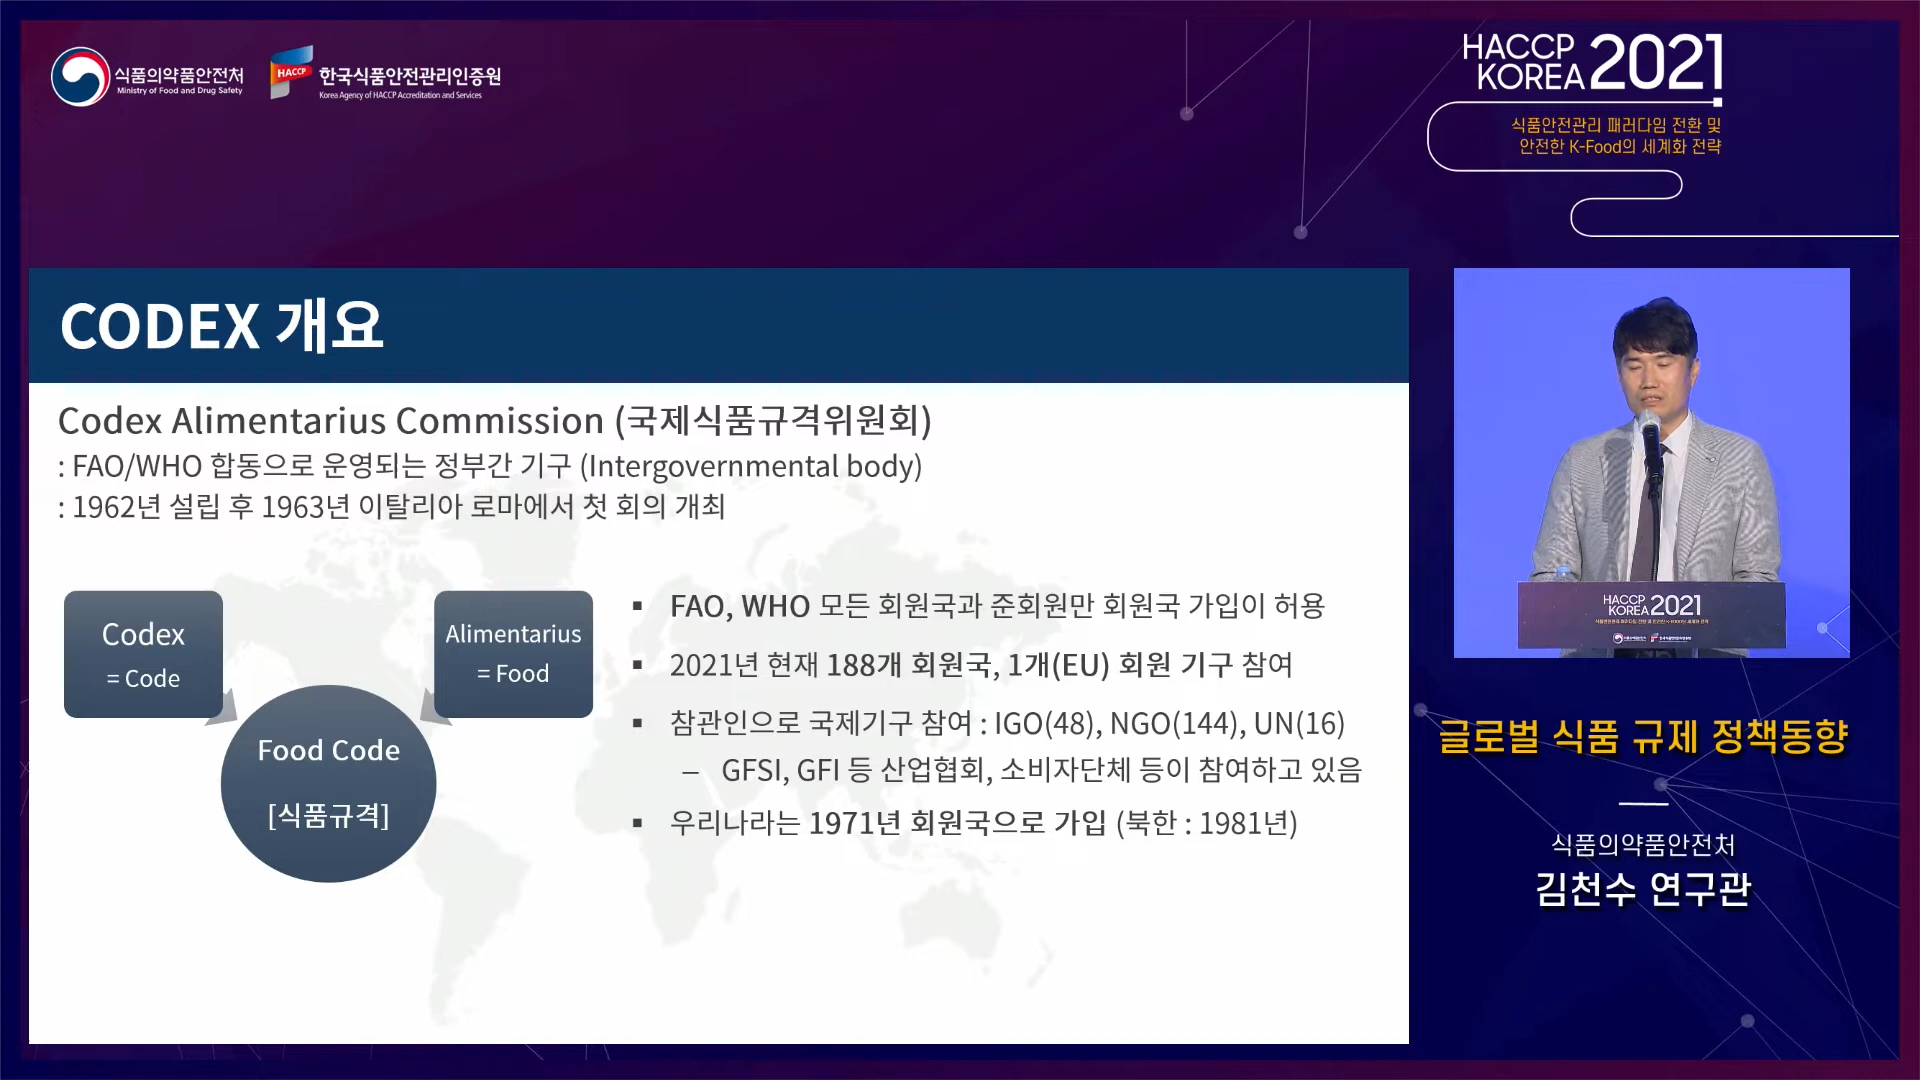 식품의약품안전처
Ministry of Food and Drug Safety
HACCP
한국식품안전관리인증원
Korea Agency of HACCP Accreditation and Services
HACCP
KOREA 2021
식품안전관리 패러다임 전환 및
안전한 K-Food의 세계화 전략
CODEX 개요
Codex Alimentarius Commission (국제식품규격위원회)
: FAO/WHO 합동으로 운영되는 정부간 기구 (Intergovernmental body)
: 1962년 설립 후 1963년 이탈리아 로마에서 첫 회의 개최
Codex
= Code
Alimentarius
= Food
Food Code
[식품규격]
▪ FAO, WHO 모든 회원국과 준회원만 회원국 가입이 허용
▪ 2021년 현재 188개 회원국, 1개(EU) 회원 기구 참여
▪ 참관인으로 국제기구 참여 : IGO(48), NGO(144), UN(16)
– GFSI, GFI 등 산업협회, 소비자단체 등이 참여하고 있음
▪ 우리나라는 1971년 회원국으로 가입 (북한 : 1981년)
HACCP
KOREA 2021
글로벌 식품 규제 정책동향
식품의약품안전처
김천수 연구관